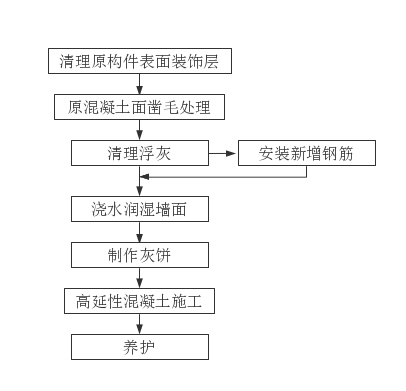 清理原构件表面装饰层
原混凝土面凿毛处理
清理浮灰
安装新增钢筋
浇水润湿墙面
制作灰饼
高延性混凝土施工
养护